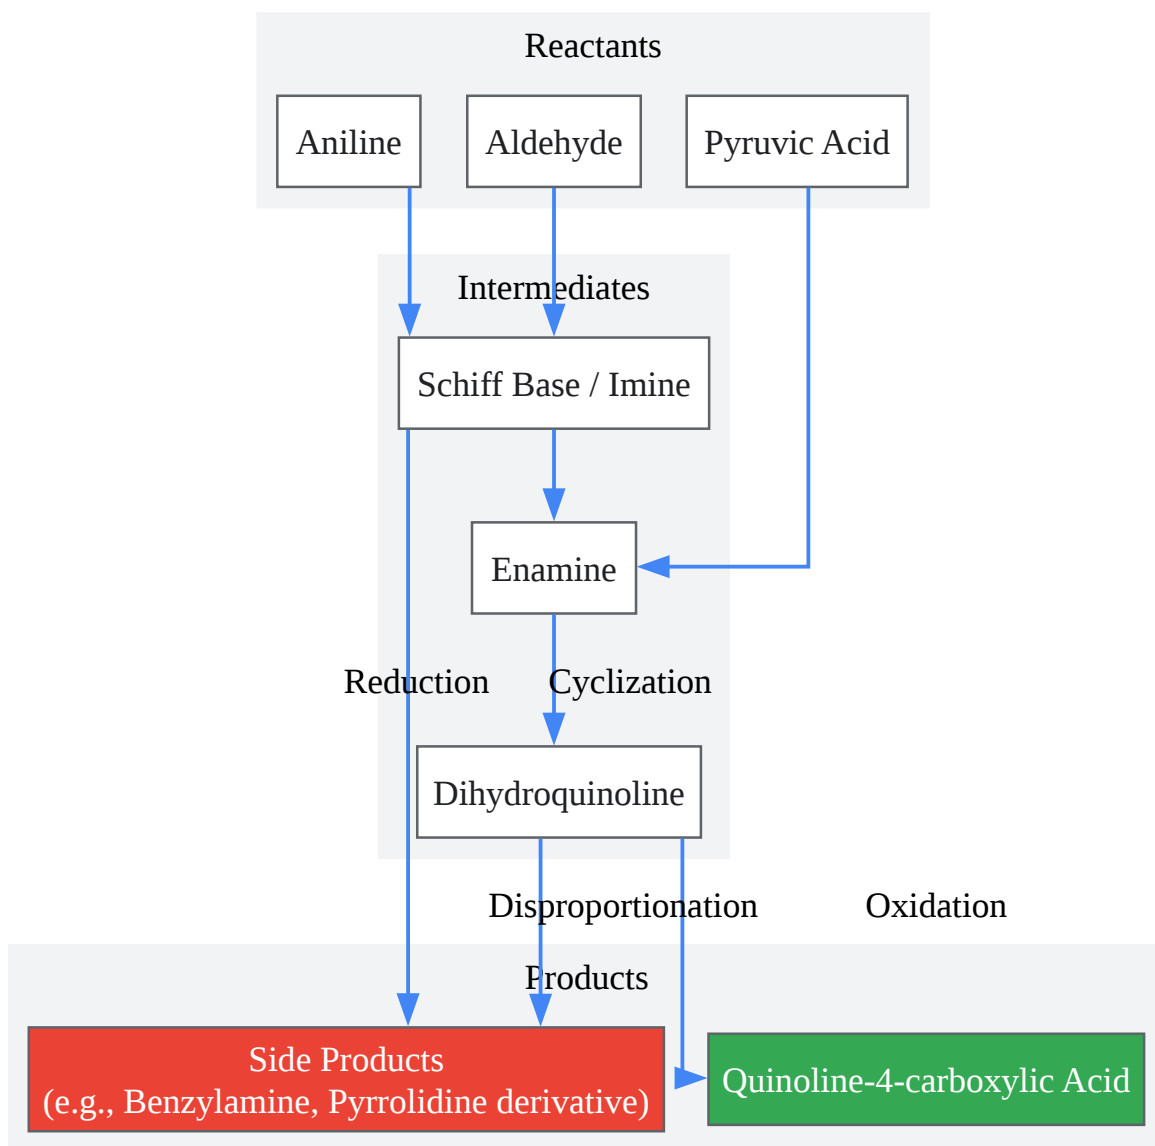 Reactants
Aniline
Aldehyde
Pyruvic Acid
Intermediates
Schiff Base / Imine
Enamine
Reduction
Cyclization
Dihydroquinoline
Disproportionation
Oxidation
Products
Side Products
(e.g., Benzylamine, Pyrrolidine derivative)
Quinoline-4-carboxylic Acid